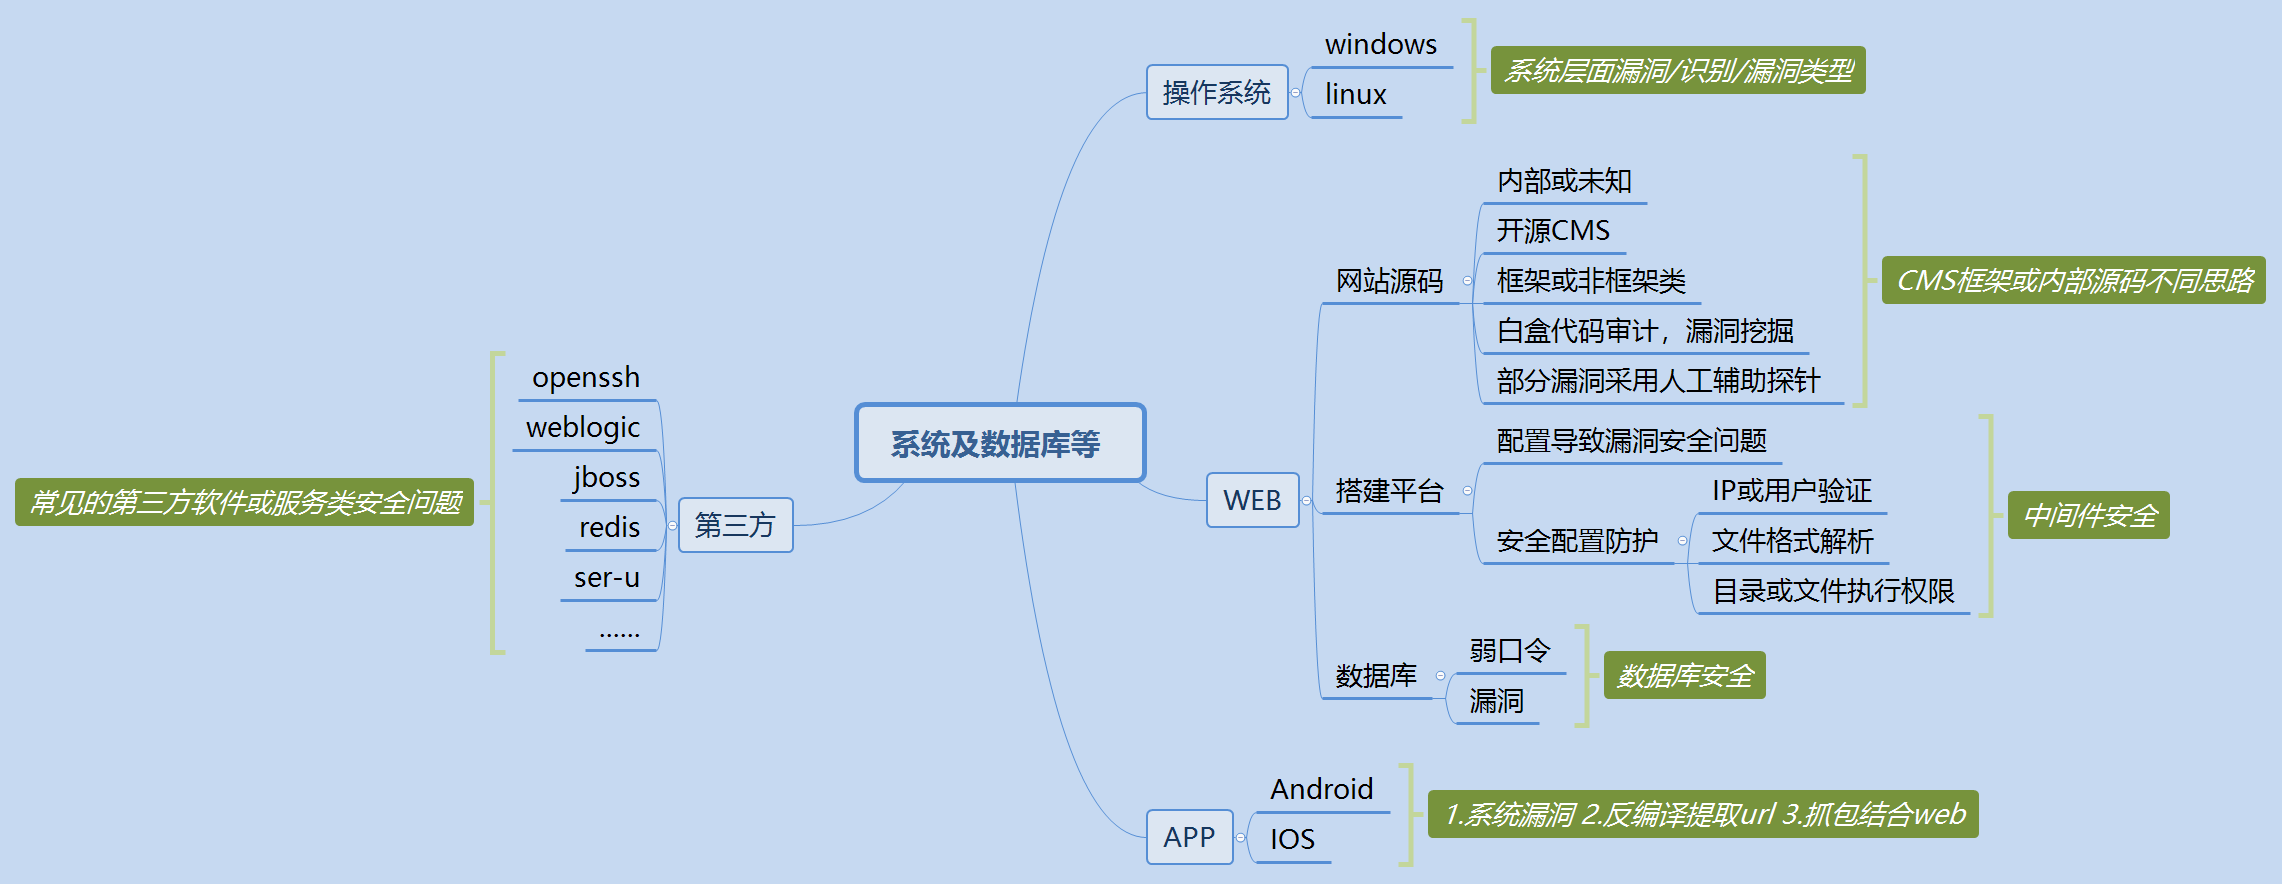 系统及数据库等
操作系统
windows
linux
系统层面漏洞/识别/漏洞类型
WEB
网站源码
内部或未知
开源CMS
框架或非框架类
白盒代码审计，漏洞挖掘
部分漏洞采用人工辅助探针
CMS框架或内部源码不同思路
搭建平台
配置导致漏洞安全问题
安全配置防护
IP或用户验证
文件格式解析
目录或文件执行权限
中间件安全
数据库
弱口令
漏洞
数据库安全
APP
Android
IOS
1.系统漏洞 2.反编译提取url 3.抓包结合web
第三方
openssh
weblogic
jboss
redis
ser-u
......
常见的第三方软件或服务类安全问题